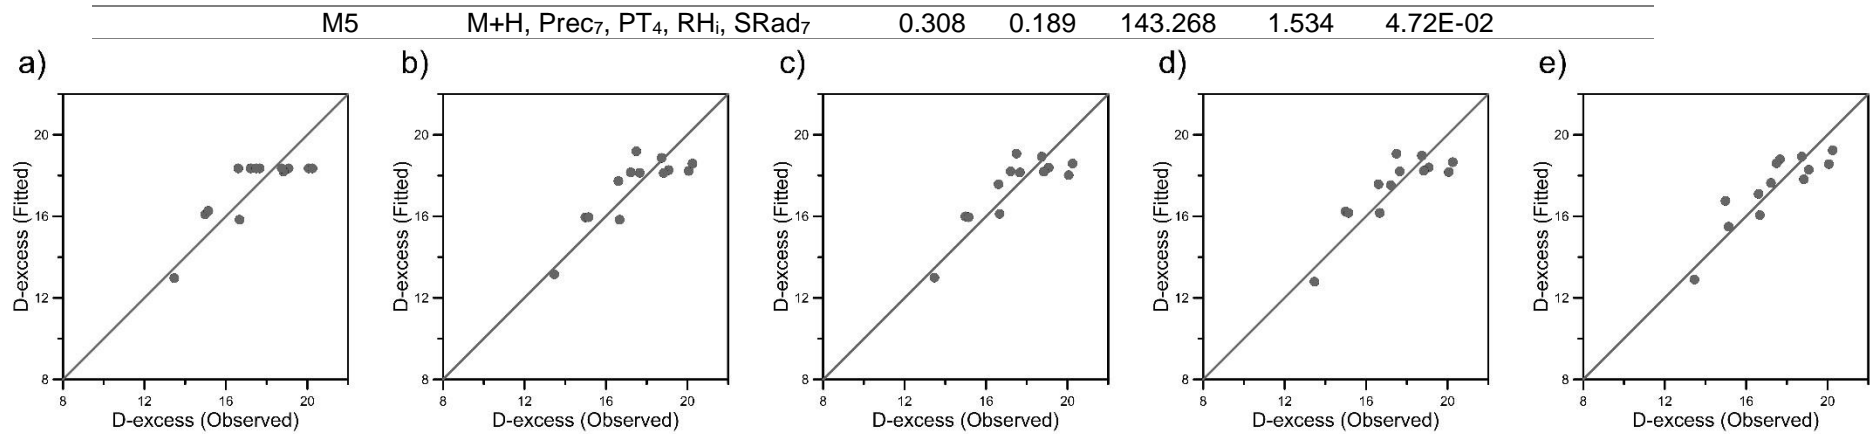 M5 M+H, Prec₇, PT₄, RHᵢ, SRad₇ 0.308 0.189 143.268 1.534 4.72E-02
a) b) c) d) e)
20 20 20 20 20
16 16 16 16 16
12 12 12 12 12
8 8 8 8 8
D-excess (Fitted) D-excess (Fitted) D-excess (Fitted) D-excess (Fitted) D-excess (Fitted)
8 12 16 20 8 12 16 20 8 12 16 20 8 12 16 20 8 12 16 20
D-excess (Observed) D-excess (Observed) D-excess (Observed) D-excess (Observed) D-excess (Observed)